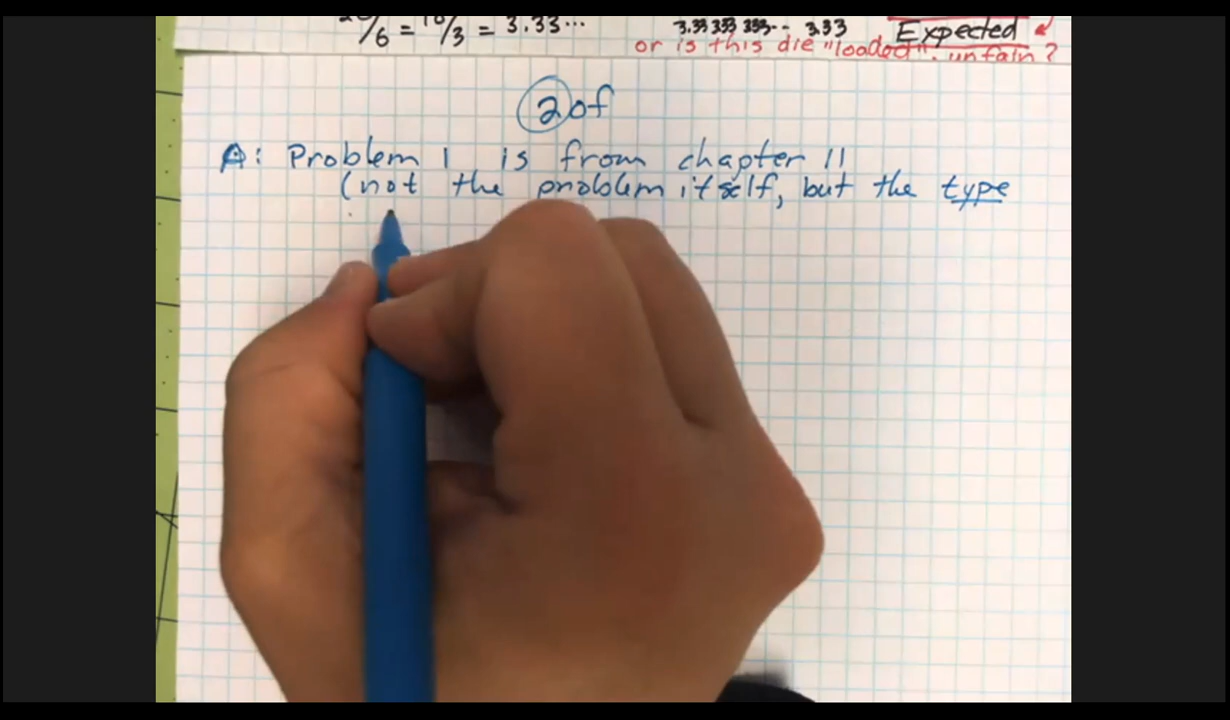 /6 = 10/3 = 3.33...
3.33 333 333... 3.33 Expected
or is this die "loaded", unfair?
2 of
A: Problem 1 is from chapter 11
(not the problem itself, but the type